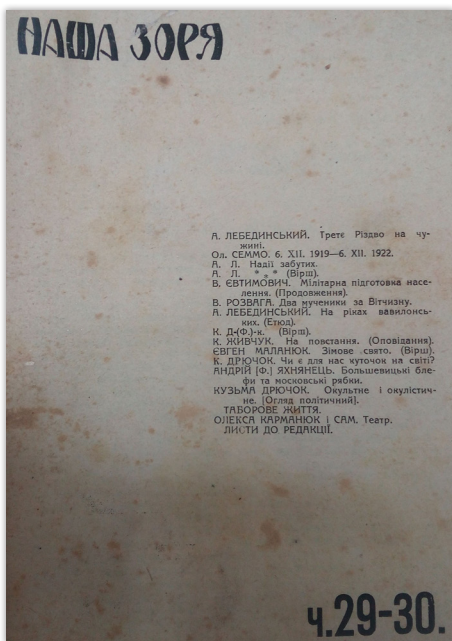 НАША ЗОРЯ
А. ЛЕБЕДИНСЬКИЙ. Третє Різдво на чу-
жині.
Ол. СЕММО. 6. XII. 1919—6. XII. 1922.
А. Л. Надії забутих.
А. Л. * * * (Вірш).
В. ЄВТИМОВИЧ. Мілітарна підготовка насе-
лення. (Продовження).
В. РОЗВАГА. Два мученики за Вітчизну.
А. ЛЕБЕДИНСЬКИЙ. На ріках вавилонсь-
ких. (Етюд).
К. Д-(Ф.)-к. (Вірш).
К. ЖИВЧУК. На повстання. (Оповідання).
ЄВГЕН МАЛАНЮК. Зімове свято. (Вірш).
К. ДРЮЧОК. Чи є для нас куточок на світі?
АНДРІЙ [Ф.] ЯХНЯНЕЦЬ. Большевицькі бле-
фи та московські рябки.
КУЗЬМА ДРЮЧОК. Окультне і окулістич-
не. [Огляд політичний].
ТАБОРОВЕ ЖИТТЯ.
ОЛЕКСА КАРМАНЮК і САМ. Театр.
ЛИСТИ ДО РЕДАКЦІЇ.
ч.29-30.